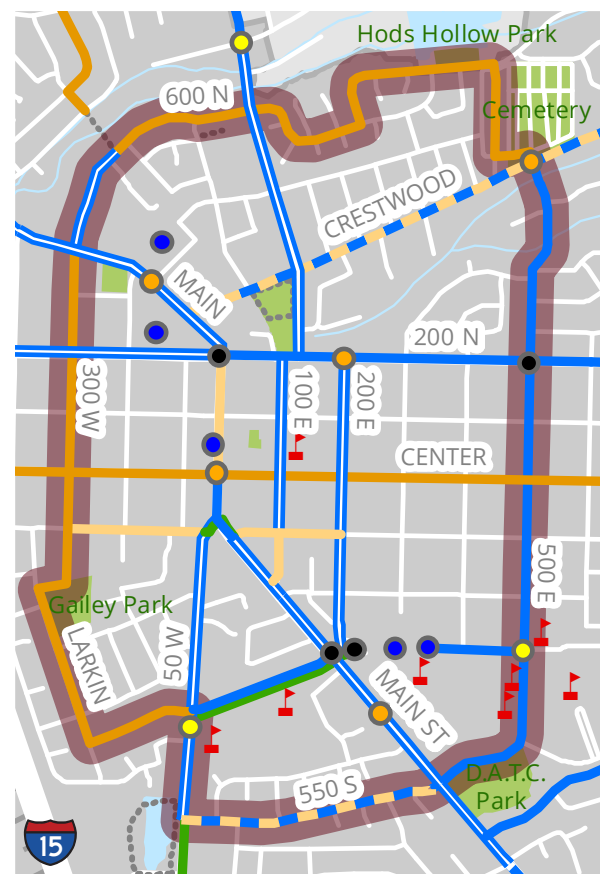 Hods Hollow Park
600 N
Cemetery
CRESTWOOD
MAIN
200 N
300 W
100 E
200 E
CENTER
500 E
Gailey Park
LARKIN
50 W
MAIN ST
D.A.T.C.
Park
550 S
15